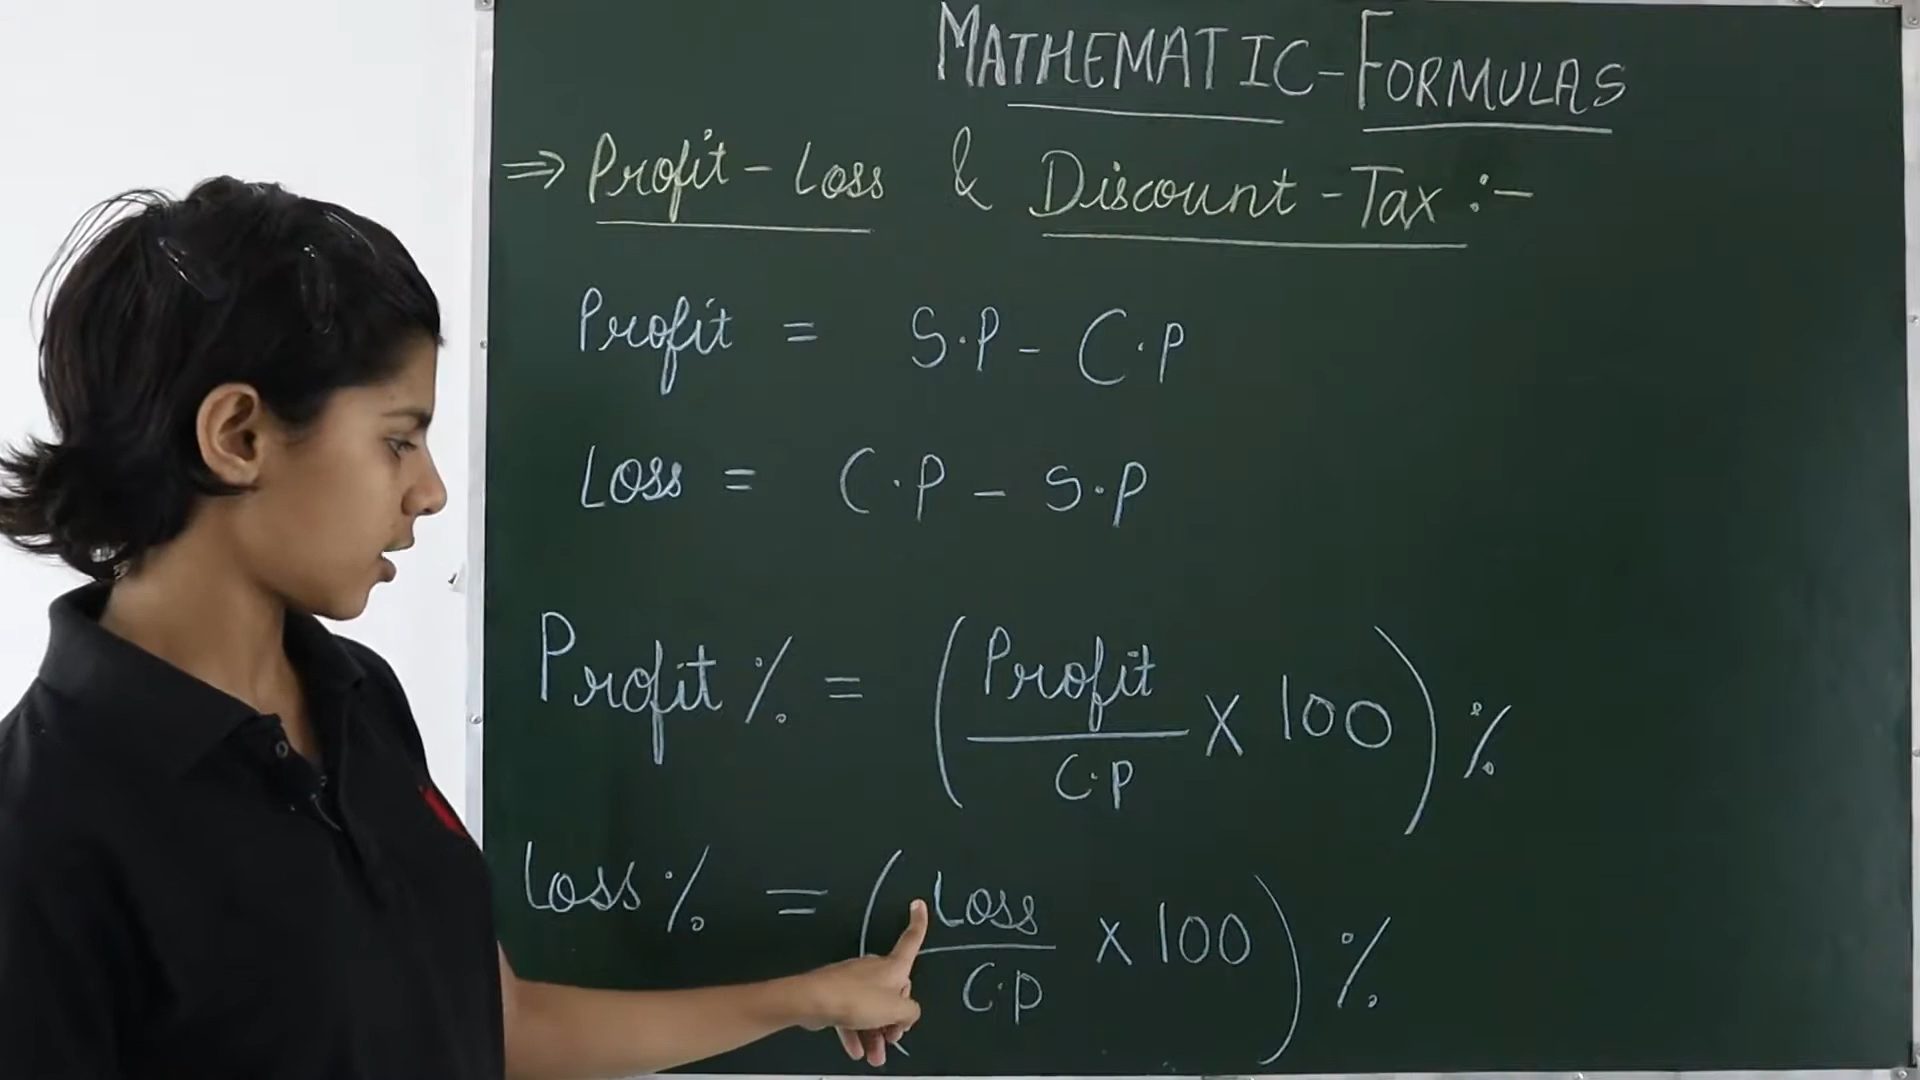 MATHEMATIC-FORMULAS
⇒ Profit - Loss & Discount - Tax :-
Profit = S.P - C.P
Loss = C.P - S.P
Profit % = (Profit/C.P × 100) %
Loss % = (Loss/C.P × 100) %